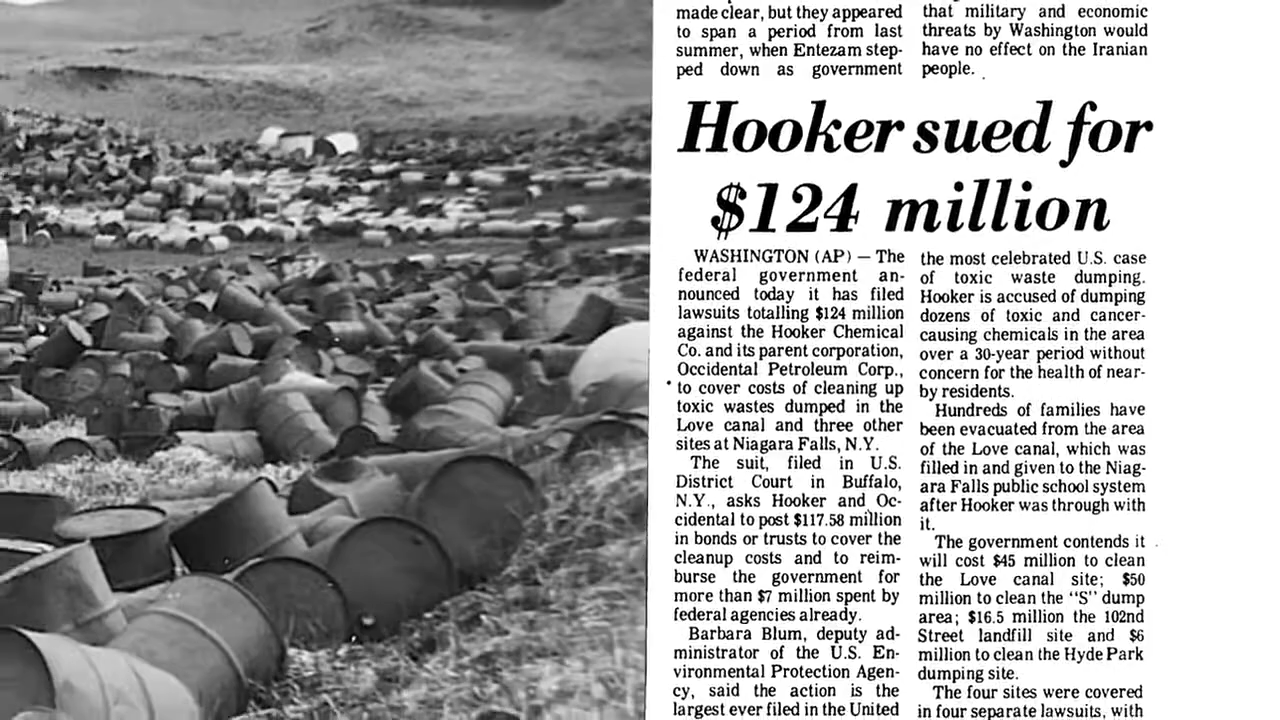 made clear, but they appeared
to span a period from last
summer, when Entezam step-
ped down as government
that military and economic
threats by Washington would
have no effect on the Iranian
people.
Hooker sued for
$124 million
WASHINGTON (AP) — The
federal government an-
nounced today it has filed
lawsuits totalling $124 million
against the Hooker Chemical
Co. and its parent corporation,
Occidental Petroleum Corp.,
to cover costs of cleaning up
toxic wastes dumped in the
Love canal and three other
sites at Niagara Falls, N.Y.
The suit, filed in U.S.
District Court in Buffalo,
N.Y., asks Hooker and Oc-
cidental to post $117.58 million
in bonds or trusts to cover the
cleanup costs and to reim-
burse the government for
more than $7 million spent by
federal agencies already.
Barbara Blum, deputy ad-
ministrator of the U.S. En-
vironmental Protection Agen-
cy, said the action is the
largest ever filed in the United
the most celebrated U.S. case
of toxic waste dumping.
Hooker is accused of dumping
dozens of toxic and cancer-
causing chemicals in the area
over a 30-year period without
concern for the health of near-
by residents.
Hundreds of families have
been evacuated from the area
of the Love canal, which was
filled in and given to the Niag-
ara Falls public school system
after Hooker was through with
it.
The government contends it
will cost $45 million to clean
the Love canal site; $50
million to clean the "S" dump
area; $16.5 million the 102nd
Street landfill site and $6
million to clean the Hyde Park
dumping site.
The four sites were covered
in four separate lawsuits, with